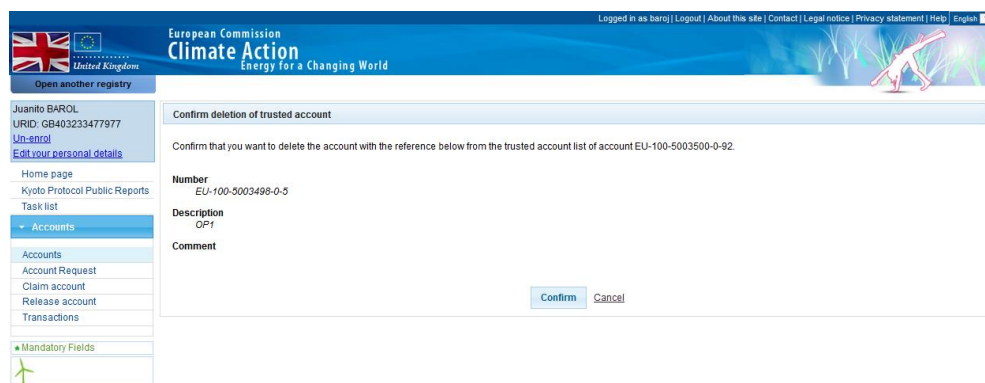 Logged in as baroj | Logout | About this site | Contact | Legal notice | Privacy statement | Help English
European Commission
Climate Action
Energy for a Changing World
United Kingdom
Open another registry
Juanito BAROL
URID: GB403233477977
Un-enrol
Edit your personal details
Home page
Kyoto Protocol Public Reports
Task list
Accounts
Accounts
Account Request
Claim account
Release account
Transactions
Mandatory Fields
Confirm deletion of trusted account
Confirm that you want to delete the account with the reference below from the trusted account list of account EU-100-5003500-0-92.
Number
EU-100-5003498-0-5
Description
OP1
Comment
Confirm Cancel